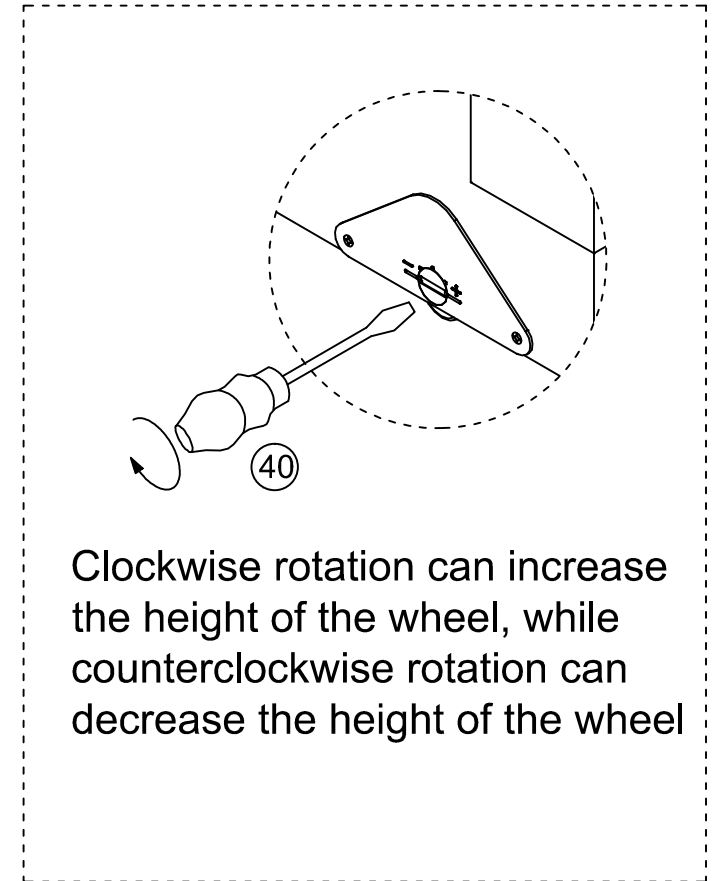 - +
40
Clockwise rotation can increase
the height of the wheel, while
counterclockwise rotation can
decrease the height of the wheel